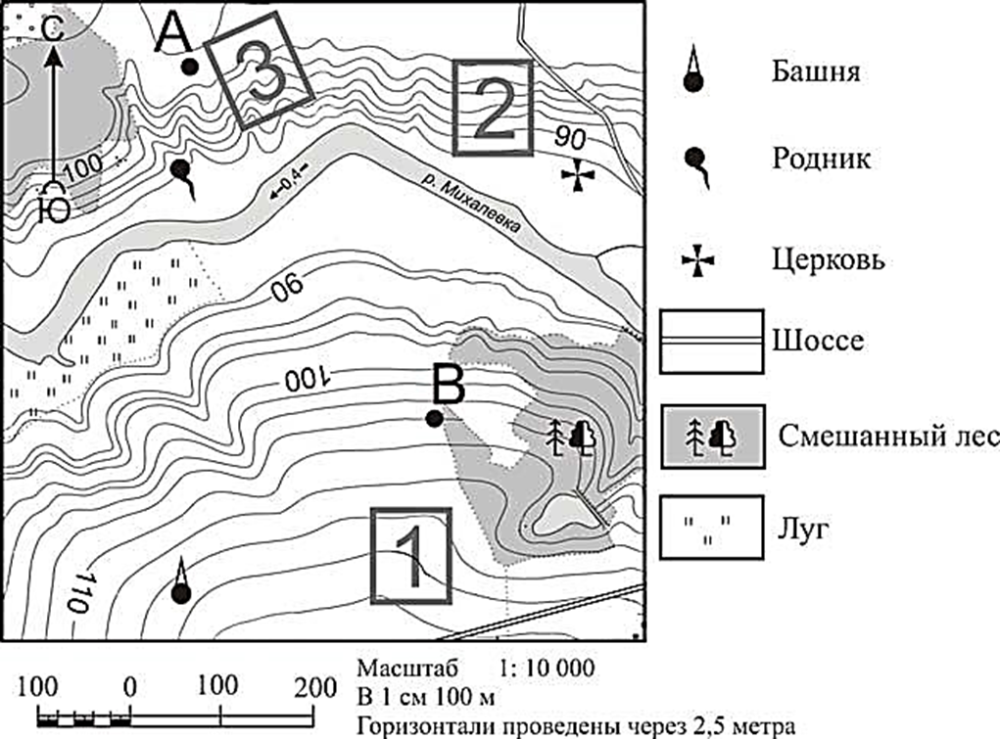 С
А
3
2
Башня
90
100
Родник
Ю
0,4
р. Михалевка
Церковь
90
Шоссе
100
В
Смешанный лес
1
Луг
110
100 0 100 200
Масштаб 1: 10 000
В 1 см 100 м
Горизонтали проведены через 2,5 метра